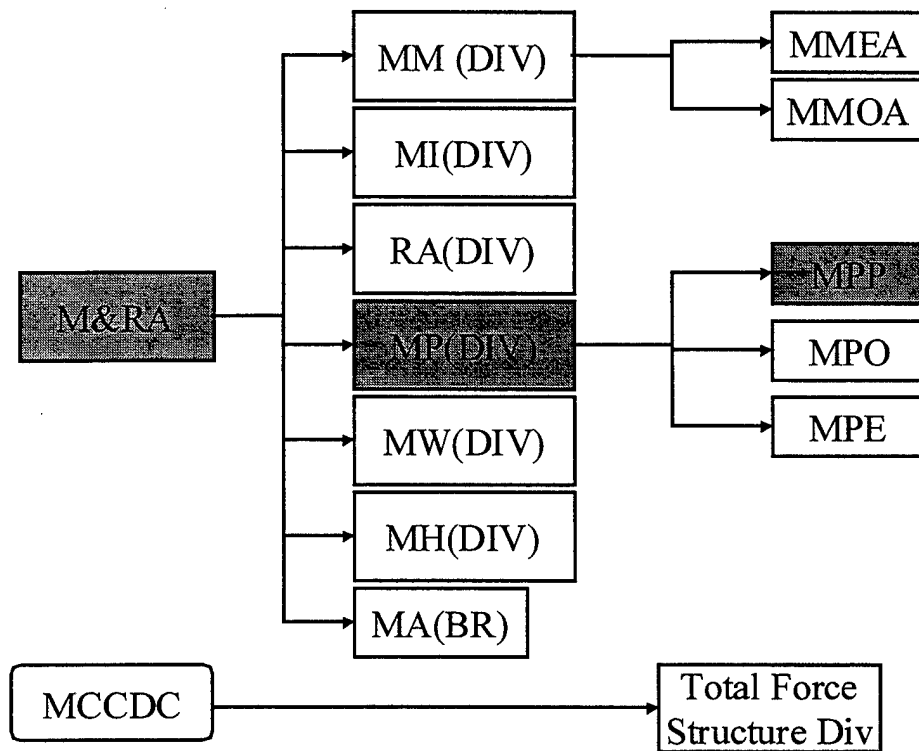 MM (DIV)
MMEA
MMOA
MI(DIV)
RA(DIV)
M&RA
MP(DIV)
MPP
MPO
MPE
MW(DIV)
MH(DIV)
MA(BR)
MCCDC
Total Force
Structure Div